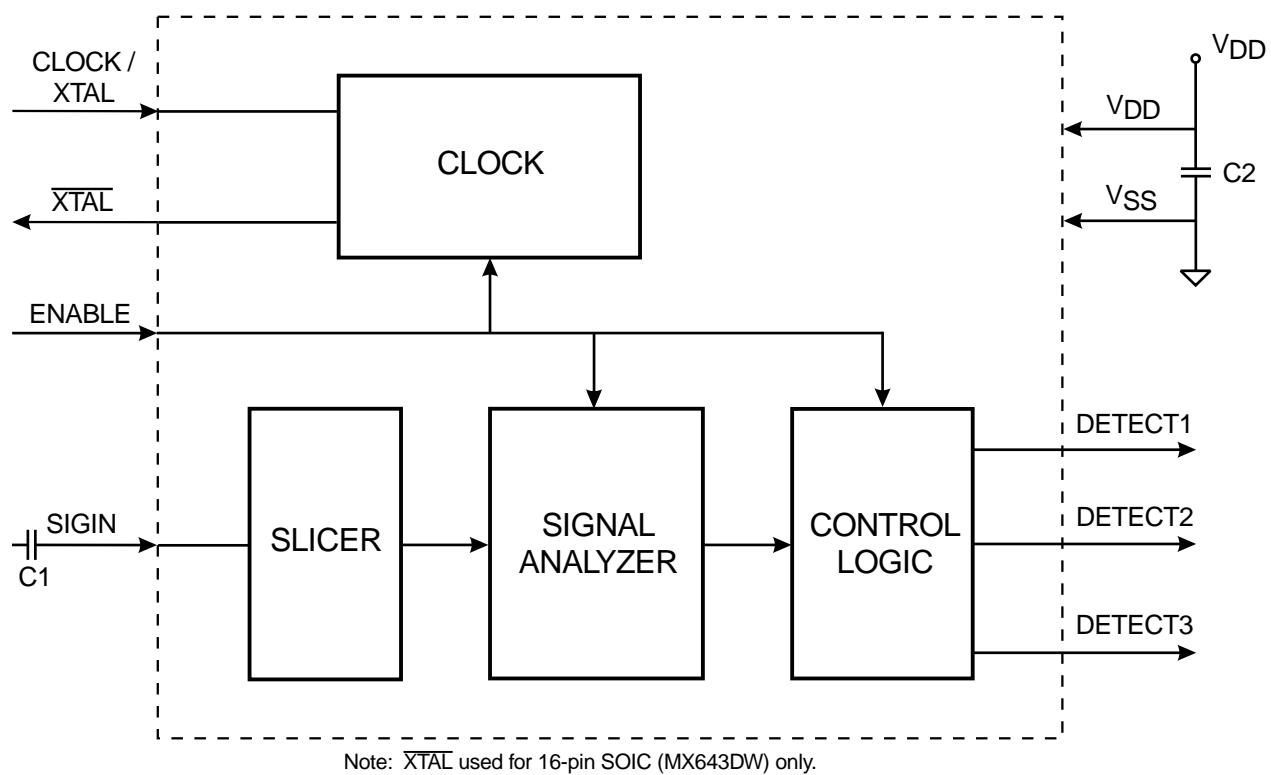 CLOCK /
XTAL
CLOCK
XTAL
ENABLE
VDD
VDD
C2
VSS
SIGIN
C1
SLICER
SIGNAL
ANALYZER
CONTROL
LOGIC
DETECT1
DETECT2
DETECT3
Note: XTAL used for 16-pin SOIC (MX643DW) only.